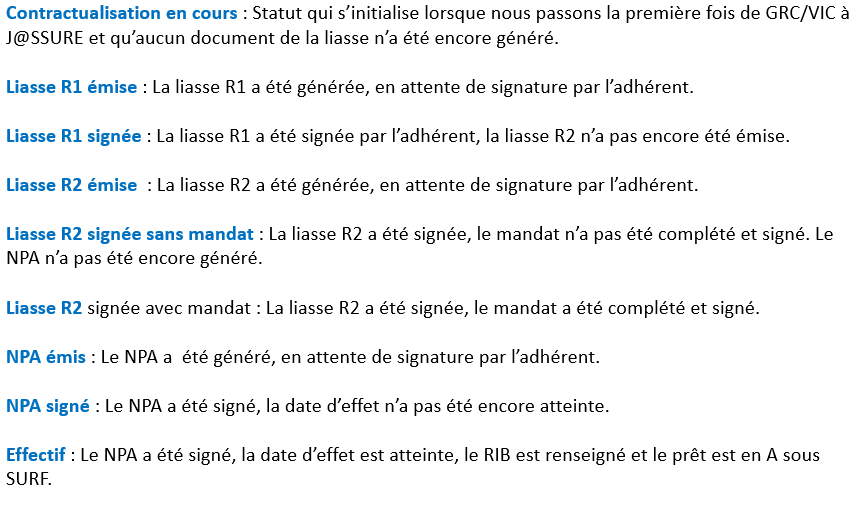 Contractualisation en cours : Statut qui s’initialise lorsque nous passons la première fois de GRC/VIC à
J@SSURE et qu’aucun document de la liasse n’a été encore généré.
Liasse R1 émise : La liasse R1 a été générée, en attente de signature par l’adhérent.
Liasse R1 signée : La liasse R1 a été signée par l’adhérent, la liasse R2 n’a pas encore été émise.
Liasse R2 émise  : La liasse R2 a été générée, en attente de signature par l’adhérent.
Liasse R2 signée sans mandat : La liasse R2 a été signée, le mandat n’a pas été complété et signé. Le
NPA n’a pas été encore généré.
Liasse R2 signée avec mandat : La liasse R2 a été signée, le mandat a été complété et signé.
NPA émis : Le NPA a  été généré, en attente de signature par l’adhérent.
NPA signé : Le NPA a été signé, la date d’effet n’a pas été encore atteinte.
Effectif : Le NPA a été signé, la date d’effet est atteinte, le RIB est renseigné et le prêt est en A sous
SURF.